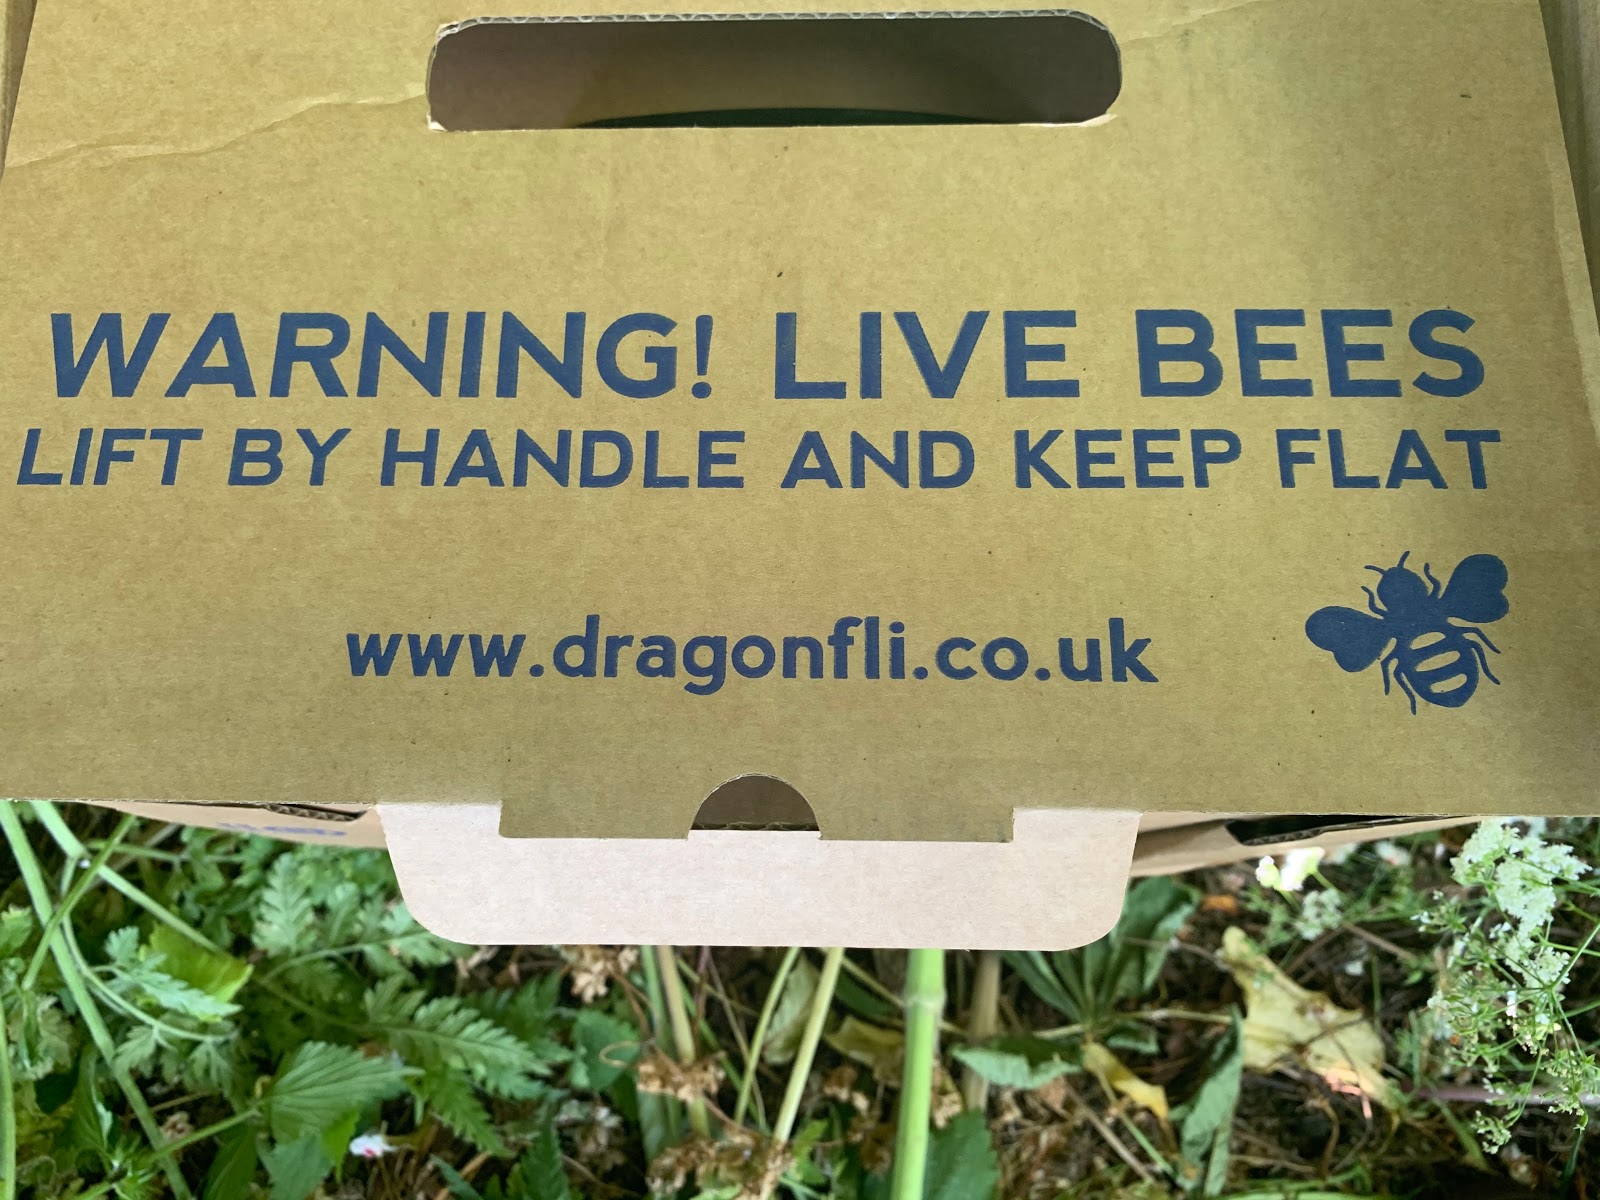 WARNING! LIVE BEES
LIFT BY HANDLE AND KEEP FLAT
www.dragonfli.co.uk